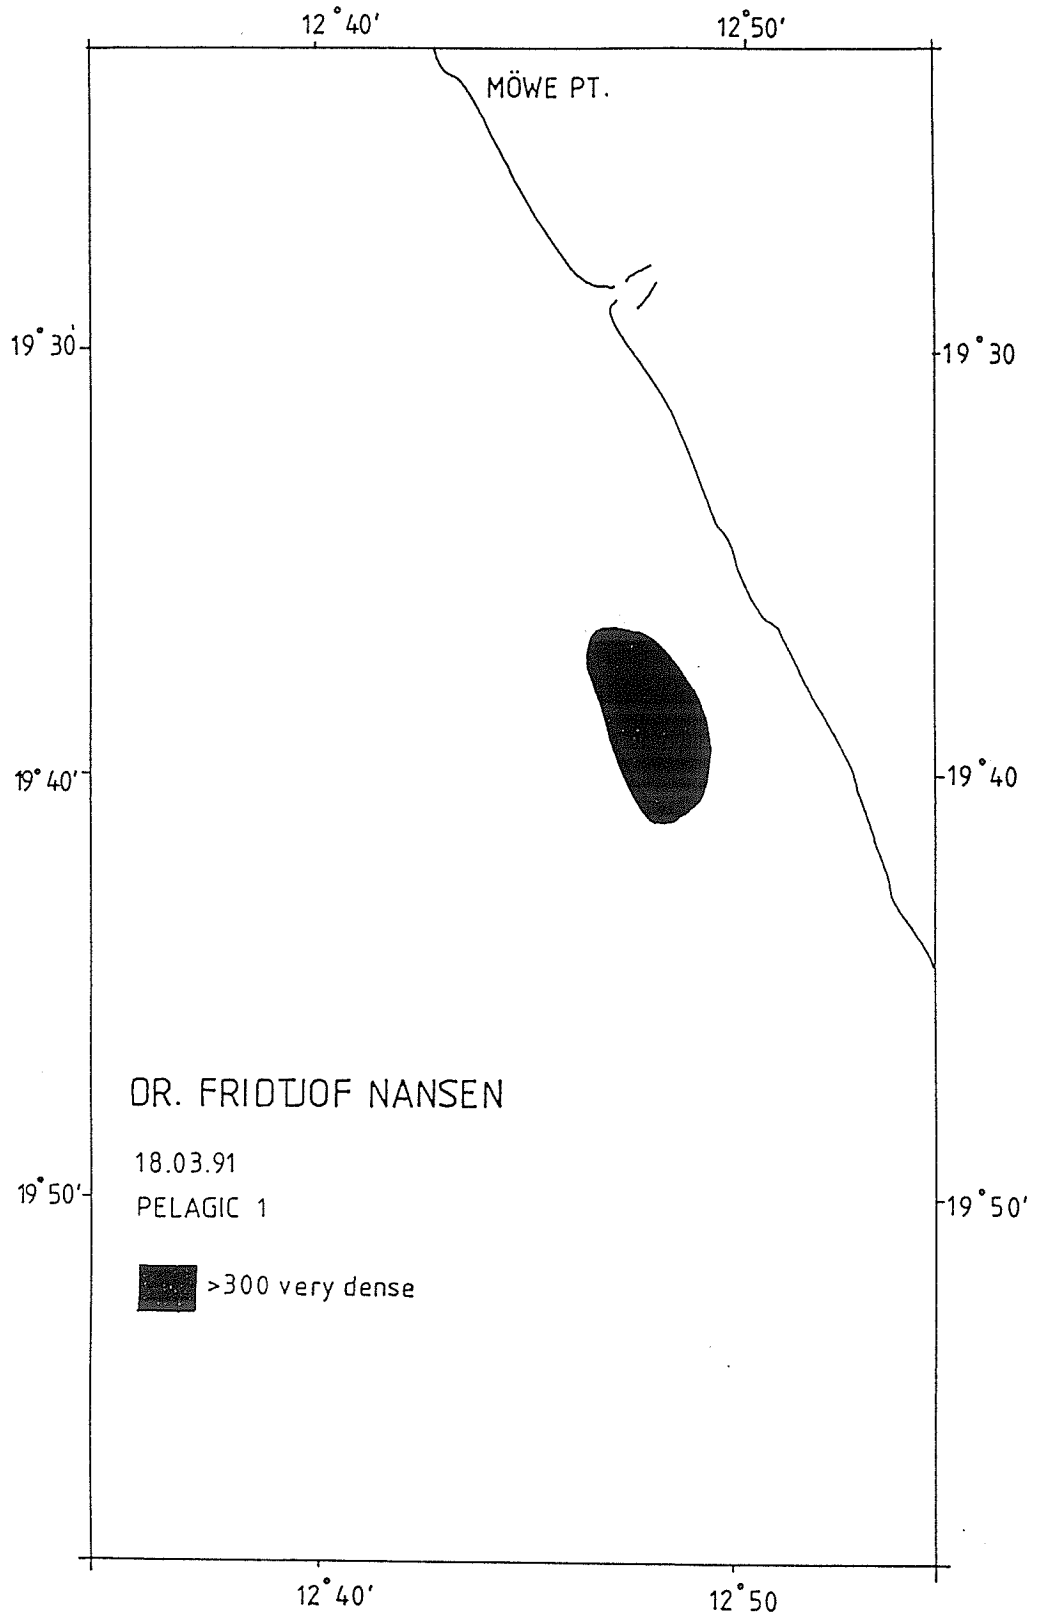 12°40' 12°50'
MÖWE PT.
19°30' 19°30
19°40' 19°40
DR. FRIDTJOF NANSEN
18.03.91
19°50' 19°50'
PELAGIC 1
>300 very dense
12°40' 12°50